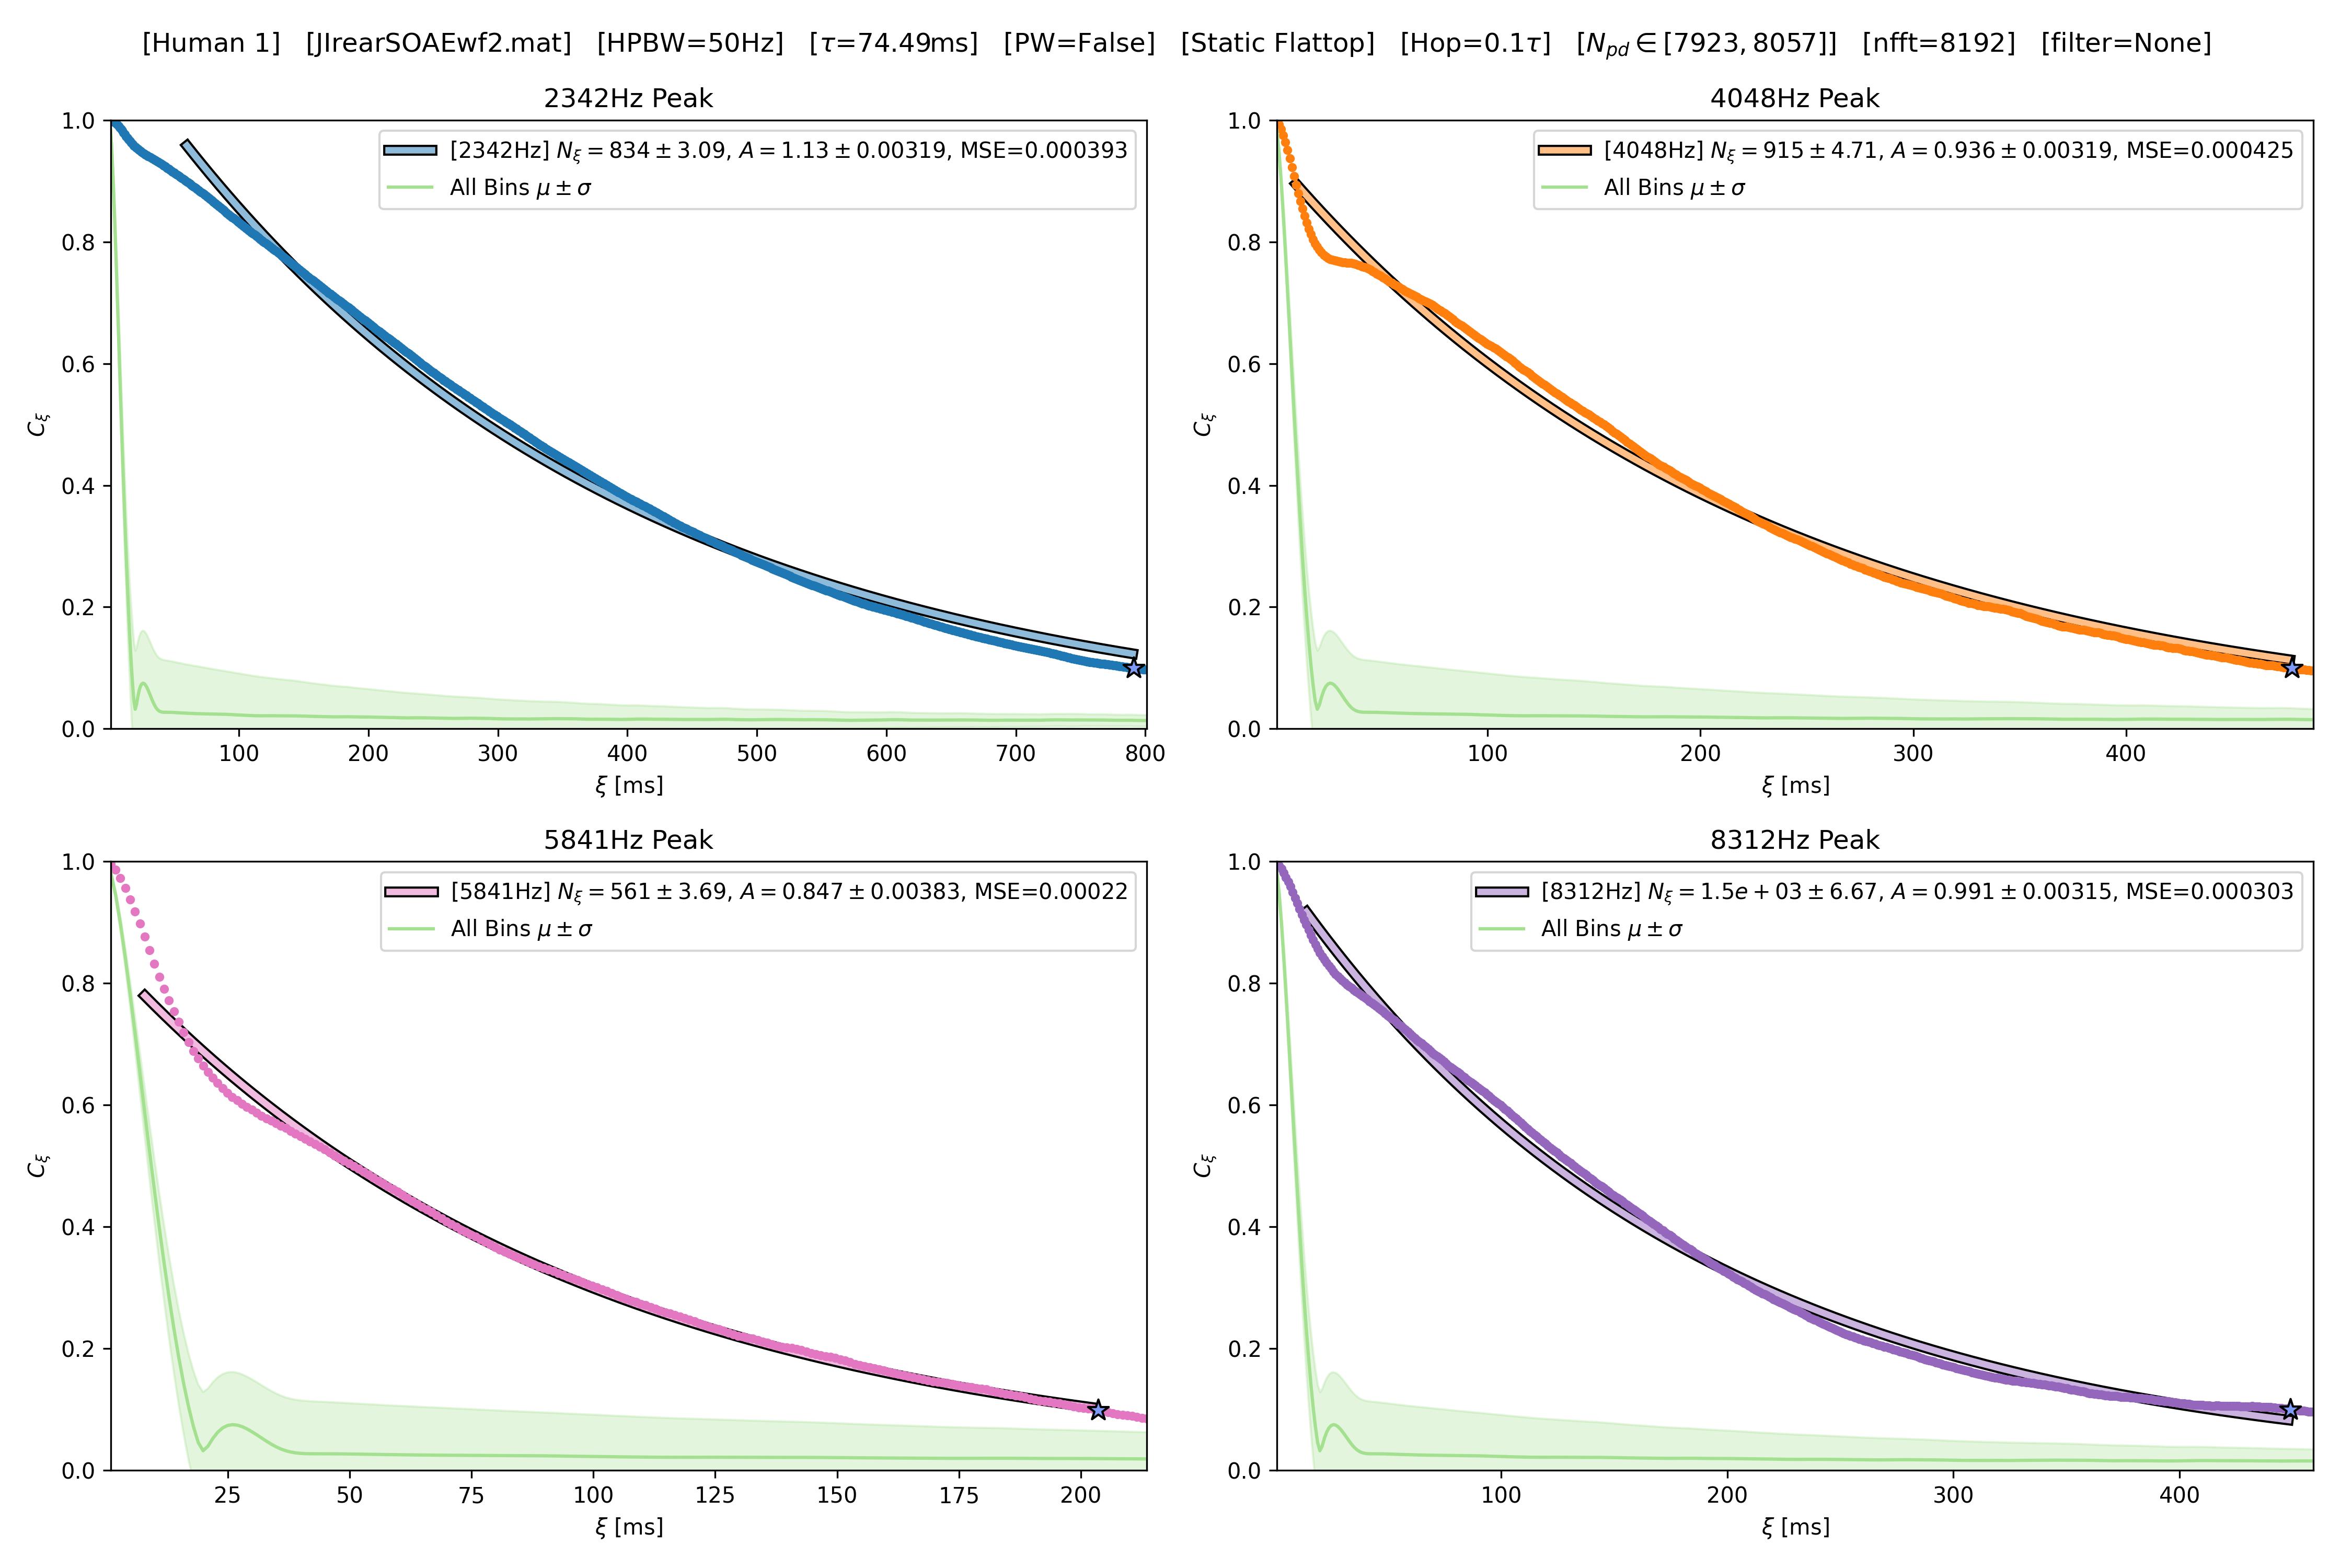 [Human 1] [JIrearSOAEwf2.mat] [HPBW=50Hz] [τ=74.49ms] [PW=False] [Static Flattop] [Hop=0.1τ] [N_pd ∈ [7923, 8057]] [nfft=8192] [filter=None]
2342Hz Peak
1.0
0.8
0.6
0.4
0.2
0.0
C_ξ
[2342Hz] N_ξ = 834 ± 3.09, A = 1.13 ± 0.00319, MSE=0.000393
All Bins μ ± σ
100 200 300 400 500 600 700 800
ξ [ms]
4048Hz Peak
1.0
0.8
0.6
0.4
0.2
0.0
C_ξ
[4048Hz] N_ξ = 915 ± 4.71, A = 0.936 ± 0.00319, MSE=0.000425
All Bins μ ± σ
100 200 300 400
ξ [ms]
5841Hz Peak
1.0
0.8
0.6
0.4
0.2
0.0
C_ξ
[5841Hz] N_ξ = 561 ± 3.69, A = 0.847 ± 0.00383, MSE=0.00022
All Bins μ ± σ
25 50 75 100 125 150 175 200
ξ [ms]
8312Hz Peak
1.0
0.8
0.6
0.4
0.2
0.0
C_ξ
[8312Hz] N_ξ = 1.5e + 03 ± 6.67, A = 0.991 ± 0.00315, MSE=0.000303
All Bins μ ± σ
100 200 300 400
ξ [ms]